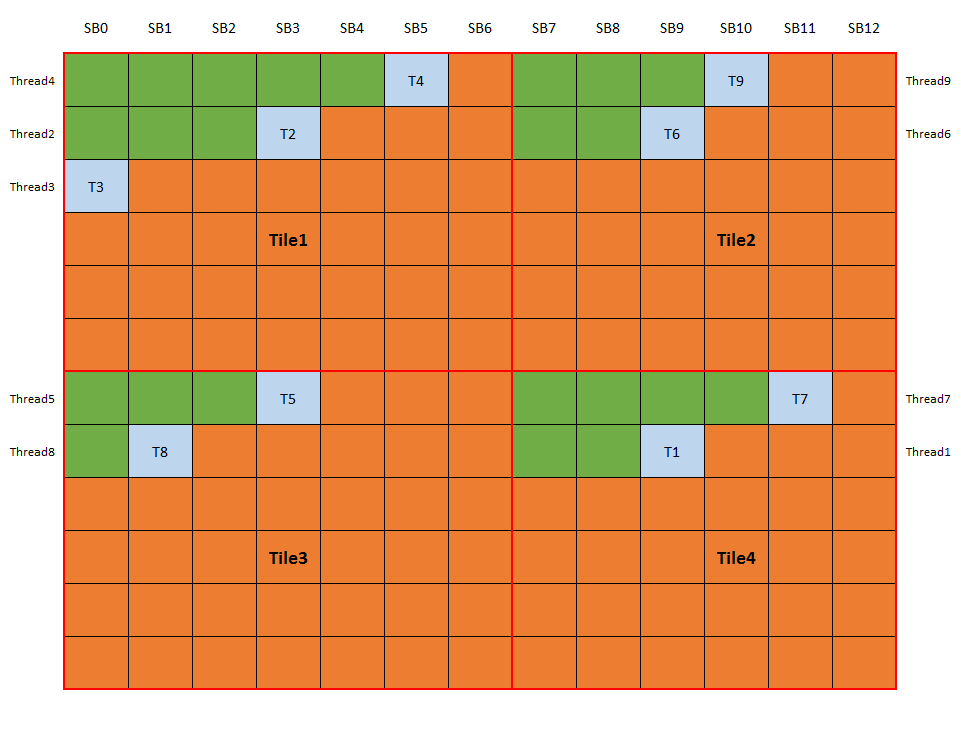 SB0 SB1 SB2 SB3 SB4 SB5 SB6 SB7 SB8 SB9 SB10 SB11 SB12
Thread4 T4 T9 Thread9
Thread2 T2 T6 Thread6
Thread3 T3
Tile1 Tile2
Thread5 T5 T7 Thread7
Thread8 T8 T1 Thread1
Tile3 Tile4